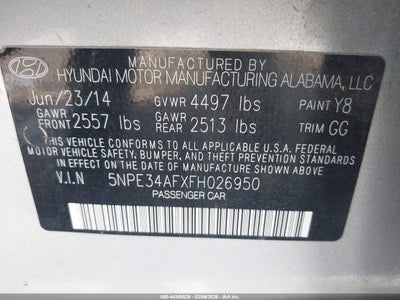 MANUFACTURED BY
HYUNDAI MOTOR MANUFACTURING ALABAMA, LLC
Jun/23/14 GVWR 4497 lbs PAINT Y8
GAWR FRONT 2557 lbs GAWR REAR 2513 lbs TRIM GG
THIS VEHICLE CONFORMS TO ALL APPLICABLE U.S. FEDERAL
MOTOR VEHICLE SAFETY, BUMPER, AND THEFT PREVENTION STANDARDS
IN EFFECT ON THE DATE OF MANUFACTURE SHOWN ABOVE.
V.I.N 5NPE34AFXFH026950
PASSENGER CAR